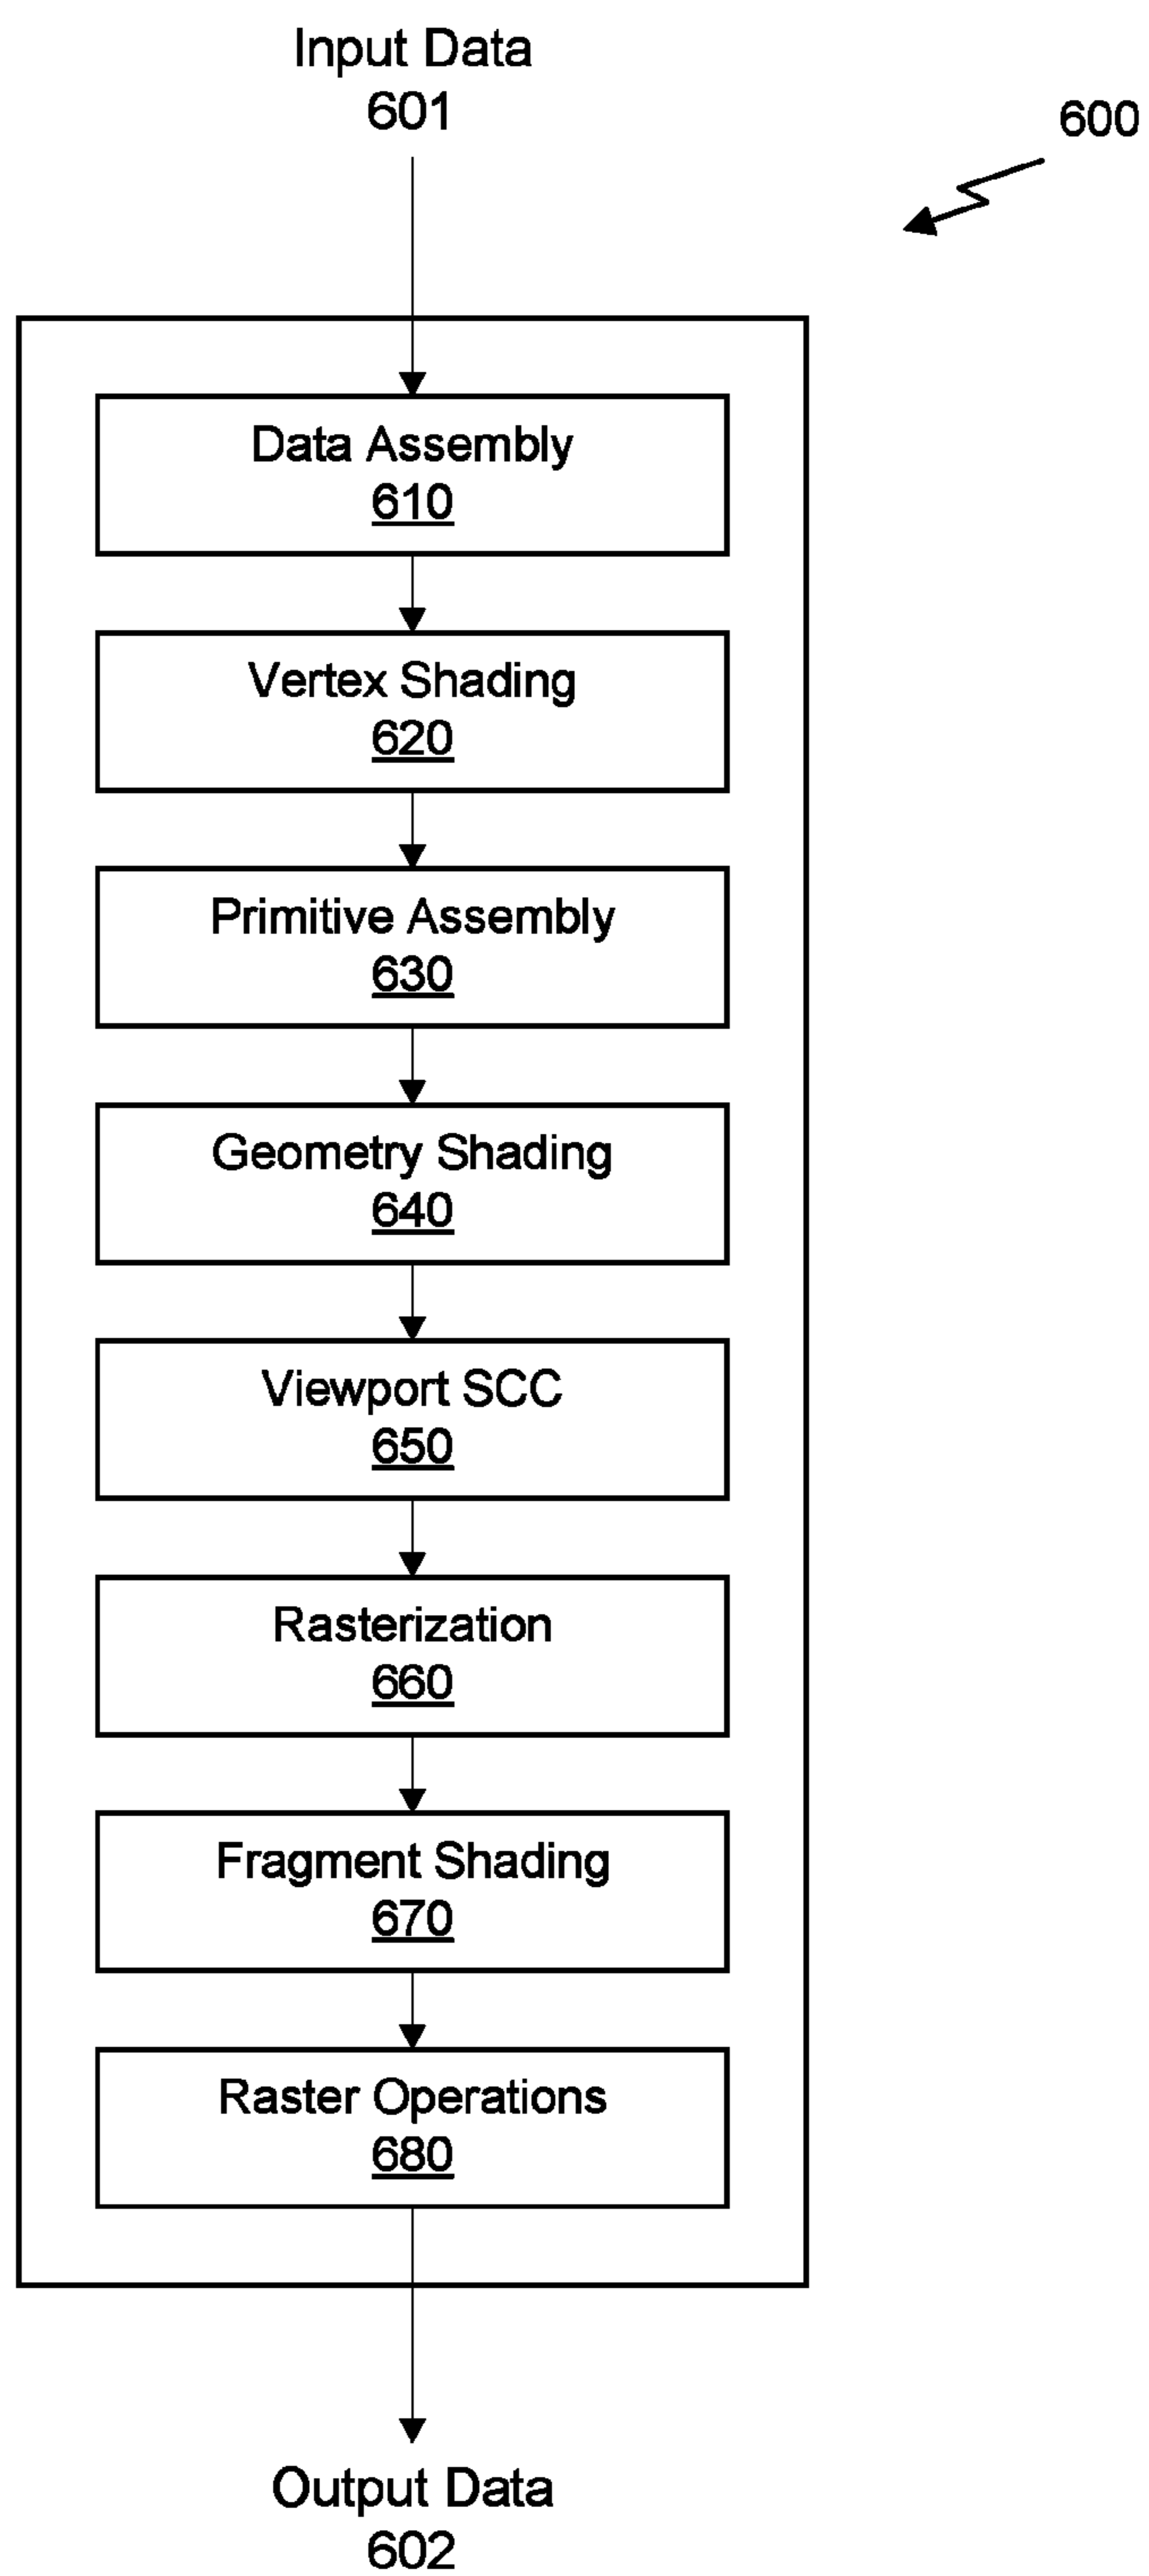 Input Data
601
600
Data Assembly
610
Vertex Shading
620
Primitive Assembly
630
Geometry Shading
640
Viewport SCC
650
Rasterization
660
Fragment Shading
670
Raster Operations
680
Output Data
602